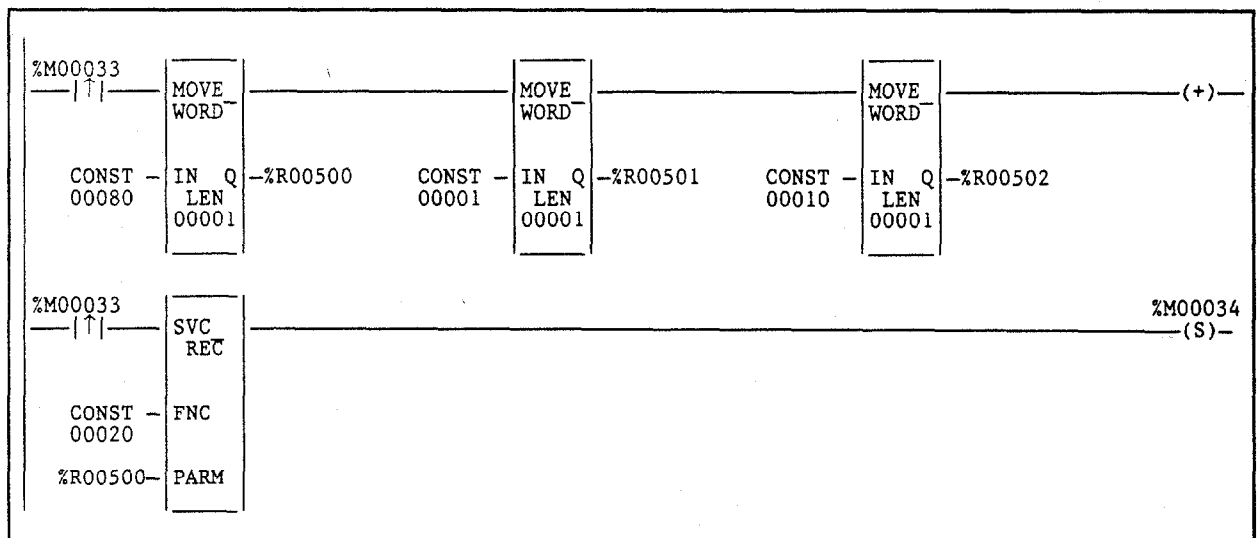 %M00033
—|↑|— MOVE_ MOVE_ MOVE_ —(+)—
WORD WORD WORD
CONST – IN Q –%R00500 CONST – IN Q –%R00501 CONST – IN Q –%R00502
00080 LEN 00001 LEN 00010 LEN
00001 00001 00001
%M00033 %M00034
—|↑|— SVC_ —(S)—
REC
CONST – FNC
00020
%R00500– PARM